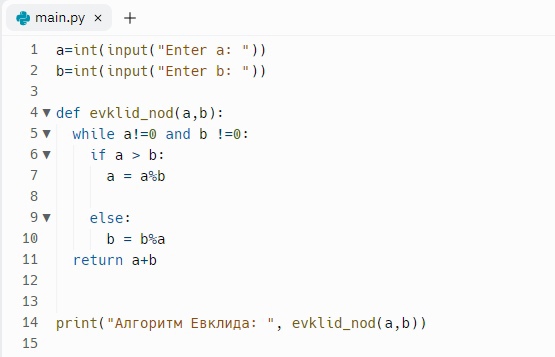 main.py × +
1 a=int(input("Enter a: "))
2 b=int(input("Enter b: "))
3
4 def evklid_nod(a,b):
5 while a!=0 and b !=0:
6 if a > b:
7 a = a%b
8
9 else:
10 b = b%a
11 return a+b
12
13
14 print("Алгоритм Евклида: ", evklid_nod(a,b))
15